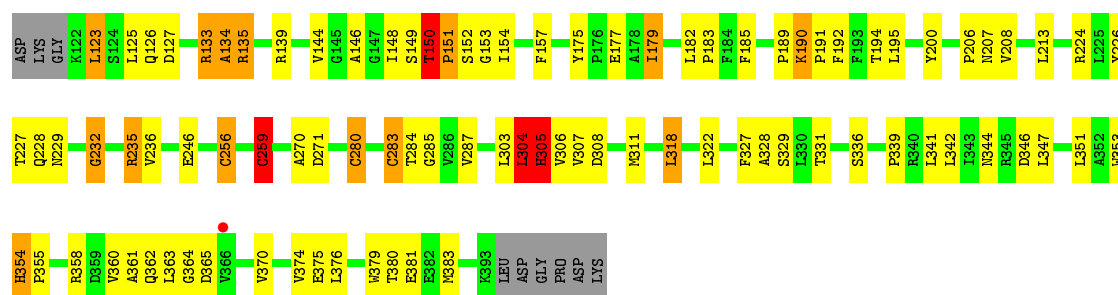 ASP LYS GLY K122 L123 S124 L125 Q126 D127 R133 A134 R135 R139 V144 G145 A146 G147 I148 S149 T150 P151 S152 G153 I154 F157 Y175 P176 E177 A178 I179 L182 P183 F184 F185 P189 K190 P191 F192 F193 T194 L195 Y200 P206 N207 V208 L213 R224 L225 Y226
T227 Q228 N229 G232 R235 V236 E246 C256 C259 A270 D271 C280 C283 T284 G285 V286 V287 L303 L304 E305 V306 V307 D308 M311 L318 L322 F327 A328 S329 L330 T331 S336 P339 R340 L341 L342 I343 N344 R345 D346 L347 L351 A352 W353
H354 P355 R358 D359 V360 A361 Q362 L363 G364 D365 V366 V370 V374 E375 L376 W379 T380 E381 E382 M383 K393 LEU ASP GLY PRO ASP LYS